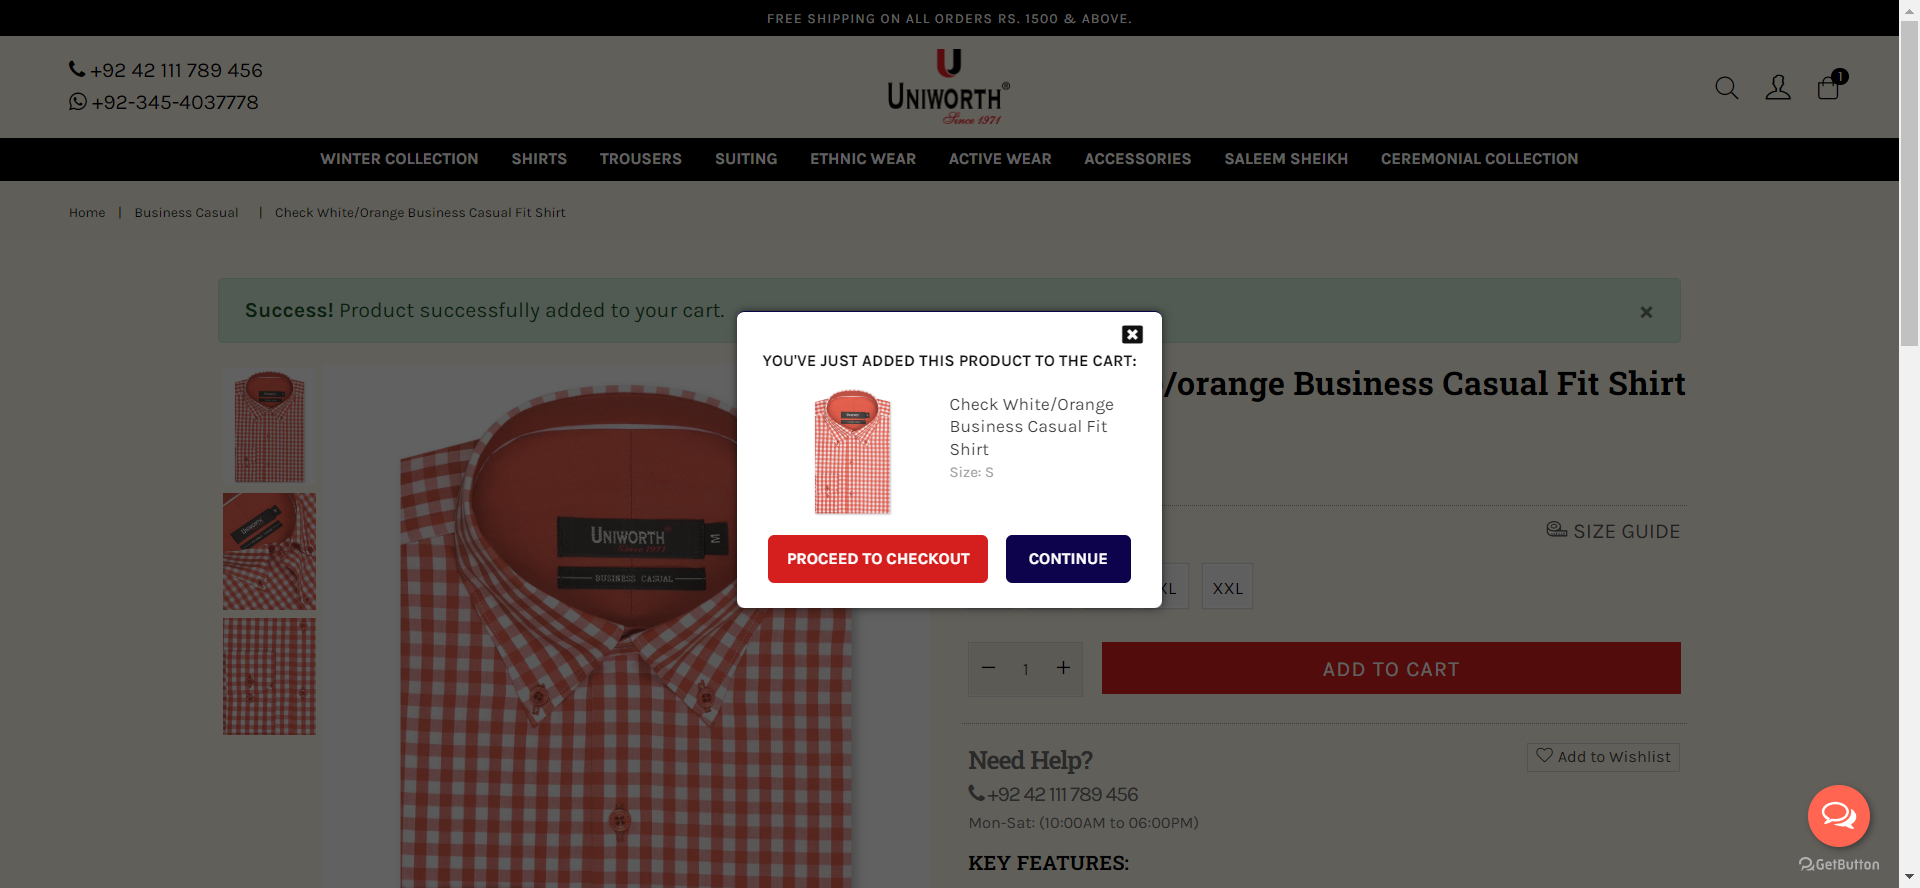 FREE SHIPPING ON ALL ORDERS RS. 1500 & ABOVE.
+92 42 111 789 456
+92-345-4037778
UNIWORTH®
Since 1971
1
WINTER COLLECTION SHIRTS TROUSERS SUITING ETHNIC WEAR ACTIVE WEAR ACCESSORIES SALEEM SHEIKH CEREMONIAL COLLECTION
Home | Business Casual | Check White/Orange Business Casual Fit Shirt
Success! Product successfully added to your cart.
×
YOU'VE JUST ADDED THIS PRODUCT TO THE CART:
Check White/Orange
Business Casual Fit
Shirt
Size: S
PROCEED TO CHECKOUT CONTINUE
/orange Business Casual Fit Shirt
SIZE GUIDE
XL XXL
− 1 +
ADD TO CART
Need Help?
Add to Wishlist
+92 42 111 789 456
Mon-Sat: (10:00AM to 06:00PM)
KEY FEATURES:
UNIWORTH
Since 1971
M
BUSINESS CASUAL
UNIWORTH
GetButton